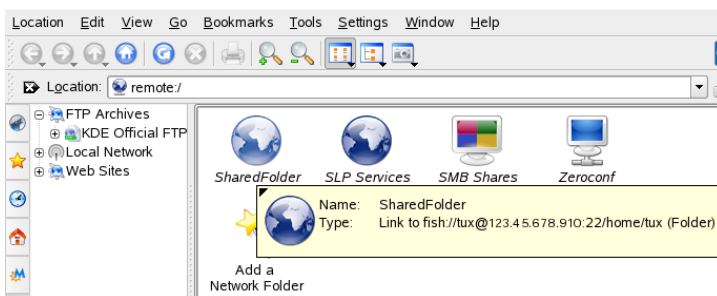 Location Edit View Go Bookmarks Tools Settings Window Help
Location: remote:/
FTP Archives
KDE Official FTP
Local Network
Web Sites
SharedFolder SLP Services SMB Shares Zeroconf
Name: SharedFolder
Type: Link to fish://tux@123.45.678.910:22/home/tux (Folder)
Add a
Network Folder